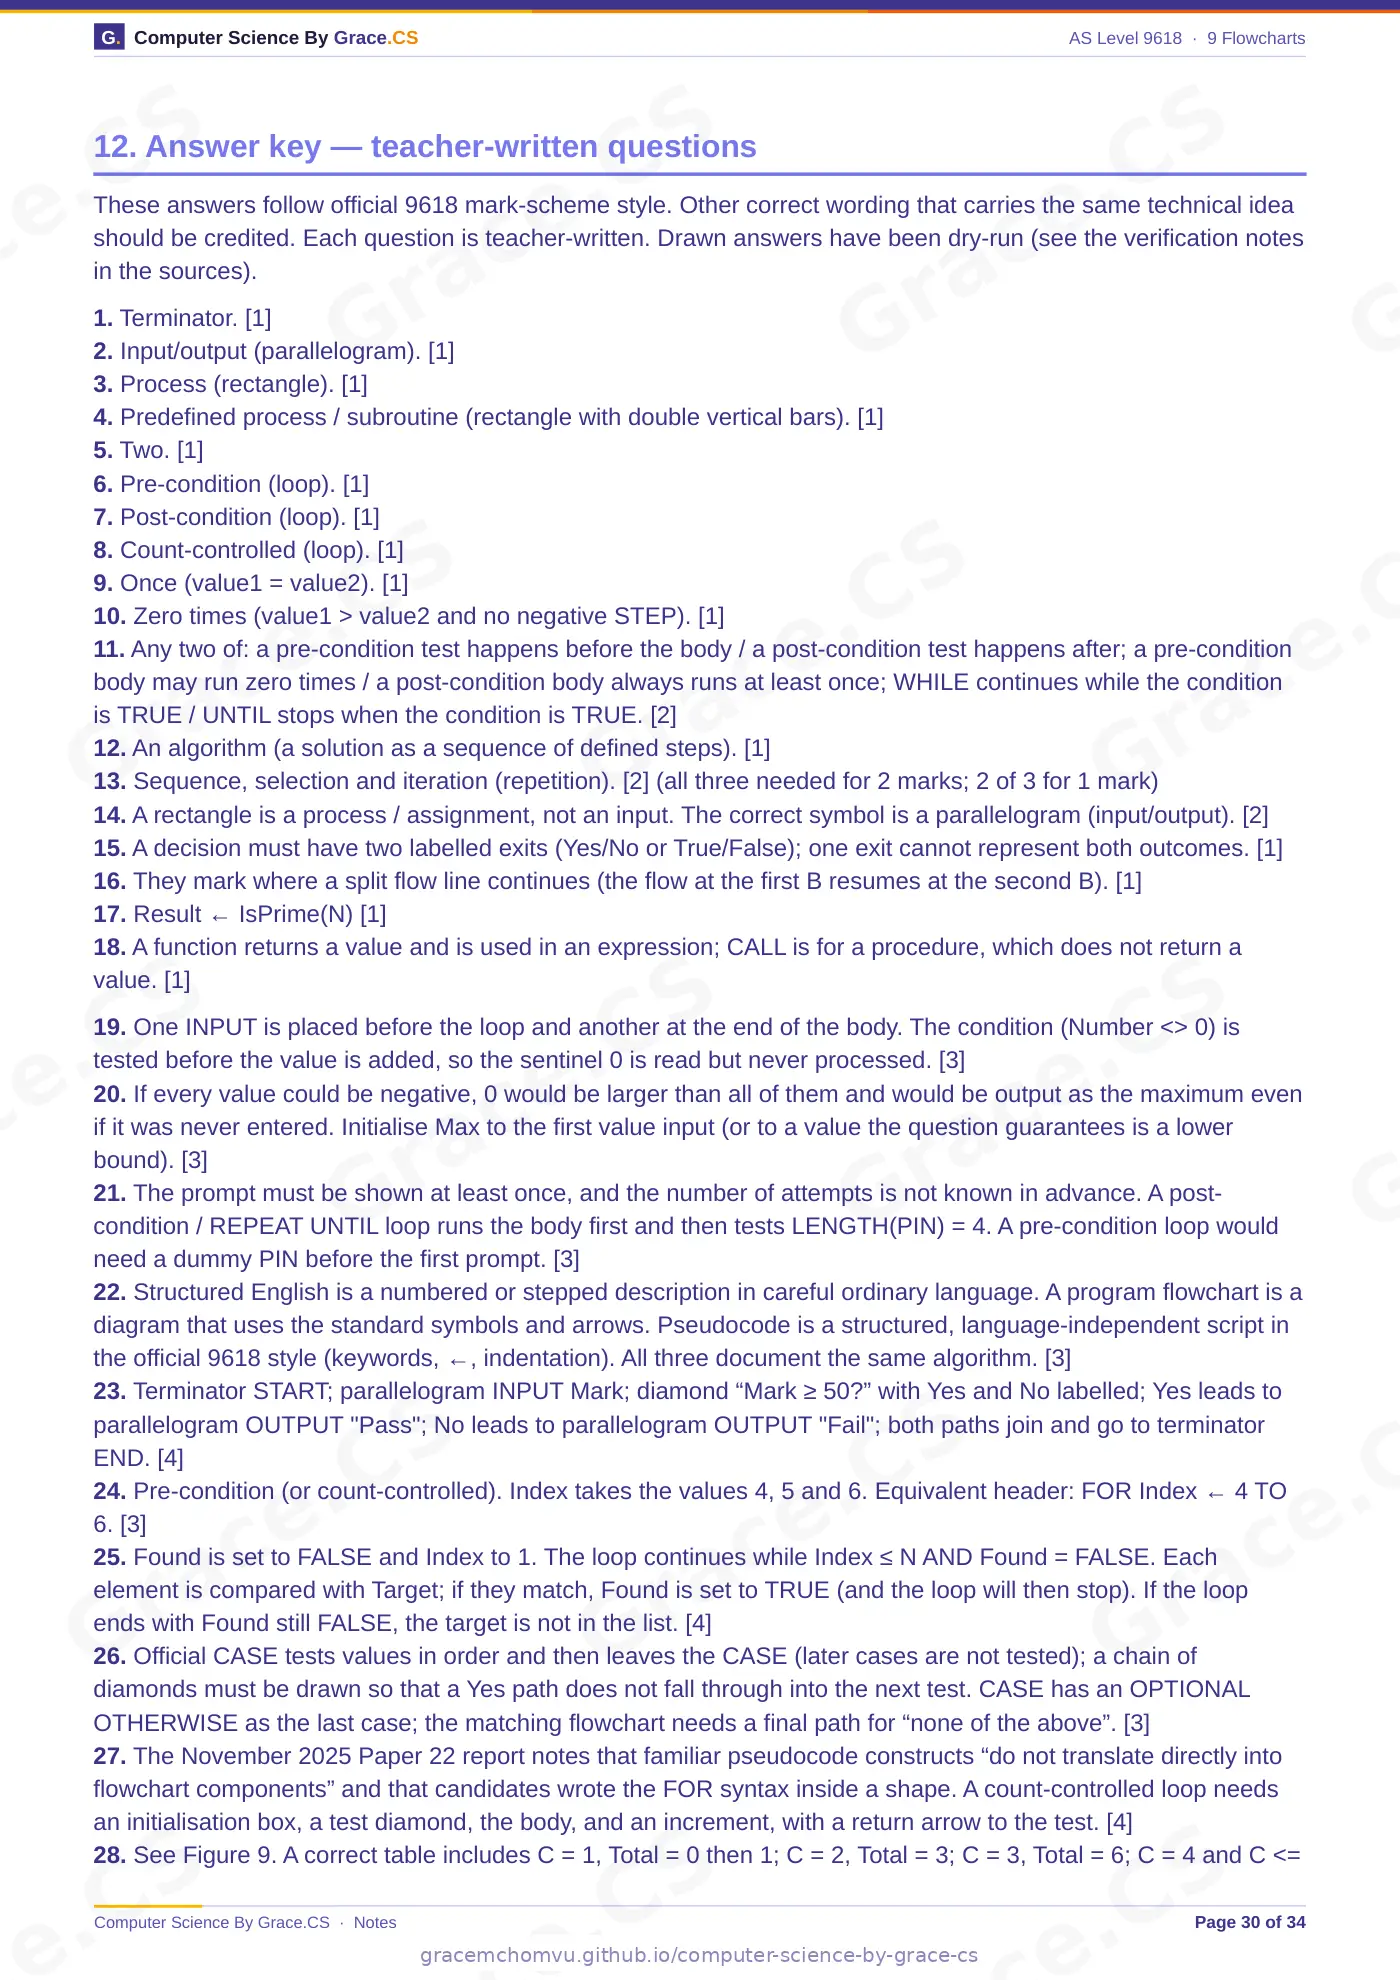 G. Computer Science By Grace.CS
AS Level 9618 · 9 Flowcharts
12. Answer key — teacher-written questions
These answers follow official 9618 mark-scheme style. Other correct wording that carries the same technical idea
should be credited. Each question is teacher-written. Drawn answers have been dry-run (see the verification notes
in the sources).
1. Terminator. [1]
2. Input/output (parallelogram). [1]
3. Process (rectangle). [1]
4. Predefined process / subroutine (rectangle with double vertical bars). [1]
5. Two. [1]
6. Pre-condition (loop). [1]
7. Post-condition (loop). [1]
8. Count-controlled (loop). [1]
9. Once (value1 = value2). [1]
10. Zero times (value1 > value2 and no negative STEP). [1]
11. Any two of: a pre-condition test happens before the body / a post-condition test happens after; a pre-condition
body may run zero times / a post-condition body always runs at least once; WHILE continues while the condition
is TRUE / UNTIL stops when the condition is TRUE. [2]
12. An algorithm (a solution as a sequence of defined steps). [1]
13. Sequence, selection and iteration (repetition). [2] (all three needed for 2 marks; 2 of 3 for 1 mark)
14. A rectangle is a process / assignment, not an input. The correct symbol is a parallelogram (input/output). [2]
15. A decision must have two labelled exits (Yes/No or True/False); one exit cannot represent both outcomes. [1]
16. They mark where a split flow line continues (the flow at the first B resumes at the second B). [1]
17. Result ← IsPrime(N) [1]
18. A function returns a value and is used in an expression; CALL is for a procedure, which does not return a
value. [1]
19. One INPUT is placed before the loop and another at the end of the body. The condition (Number <> 0) is
tested before the value is added, so the sentinel 0 is read but never processed. [3]
20. If every value could be negative, 0 would be larger than all of them and would be output as the maximum even
if it was never entered. Initialise Max to the first value input (or to a value the question guarantees is a lower
bound). [3]
21. The prompt must be shown at least once, and the number of attempts is not known in advance. A post-
condition / REPEAT UNTIL loop runs the body first and then tests LENGTH(PIN) = 4. A pre-condition loop would
need a dummy PIN before the first prompt. [3]
22. Structured English is a numbered or stepped description in careful ordinary language. A program flowchart is a
diagram that uses the standard symbols and arrows. Pseudocode is a structured, language-independent script in
the official 9618 style (keywords, ←, indentation). All three document the same algorithm. [3]
23. Terminator START; parallelogram INPUT Mark; diamond “Mark ≥ 50?” with Yes and No labelled; Yes leads to
parallelogram OUTPUT "Pass"; No leads to parallelogram OUTPUT "Fail"; both paths join and go to terminator
END. [4]
24. Pre-condition (or count-controlled). Index takes the values 4, 5 and 6. Equivalent header: FOR Index ← 4 TO
6. [3]
25. Found is set to FALSE and Index to 1. The loop continues while Index ≤ N AND Found = FALSE. Each
element is compared with Target; if they match, Found is set to TRUE (and the loop will then stop). If the loop
ends with Found still FALSE, the target is not in the list. [4]
26. Official CASE tests values in order and then leaves the CASE (later cases are not tested); a chain of
diamonds must be drawn so that a Yes path does not fall through into the next test. CASE has an OPTIONAL
OTHERWISE as the last case; the matching flowchart needs a final path for “none of the above”. [3]
27. The November 2025 Paper 22 report notes that familiar pseudocode constructs “do not translate directly into
flowchart components” and that candidates wrote the FOR syntax inside a shape. A count-controlled loop needs
an initialisation box, a test diamond, the body, and an increment, with a return arrow to the test. [4]
28. See Figure 9. A correct table includes C = 1, Total = 0 then 1; C = 2, Total = 3; C = 3, Total = 6; C = 4 and C <=
Computer Science By Grace.CS · Notes
Page 30 of 34
gracemchomvu.github.io/computer-science-by-grace-cs